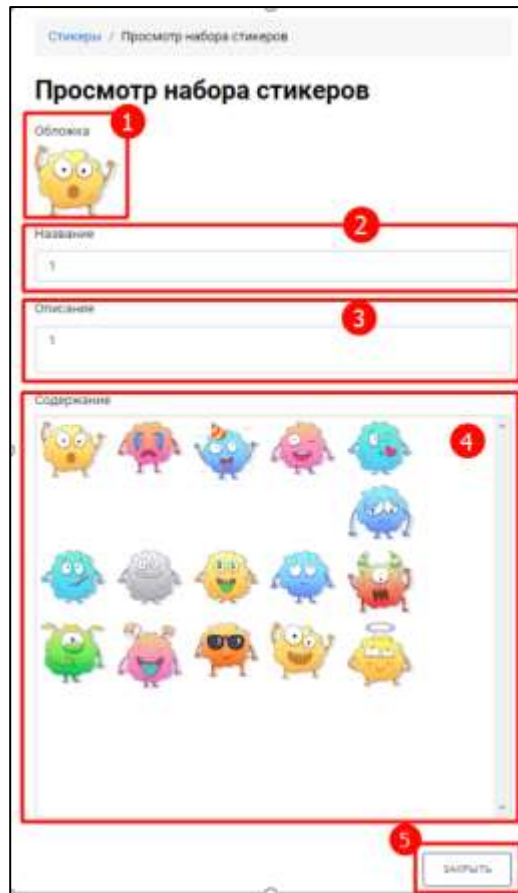 Стикеры / Просмотр набора стикеров
Просмотр набора стикеров
1
Обложка
2
Название
1
3
Описание
1
Содержание
4
5
ЗАКРЫТЬ